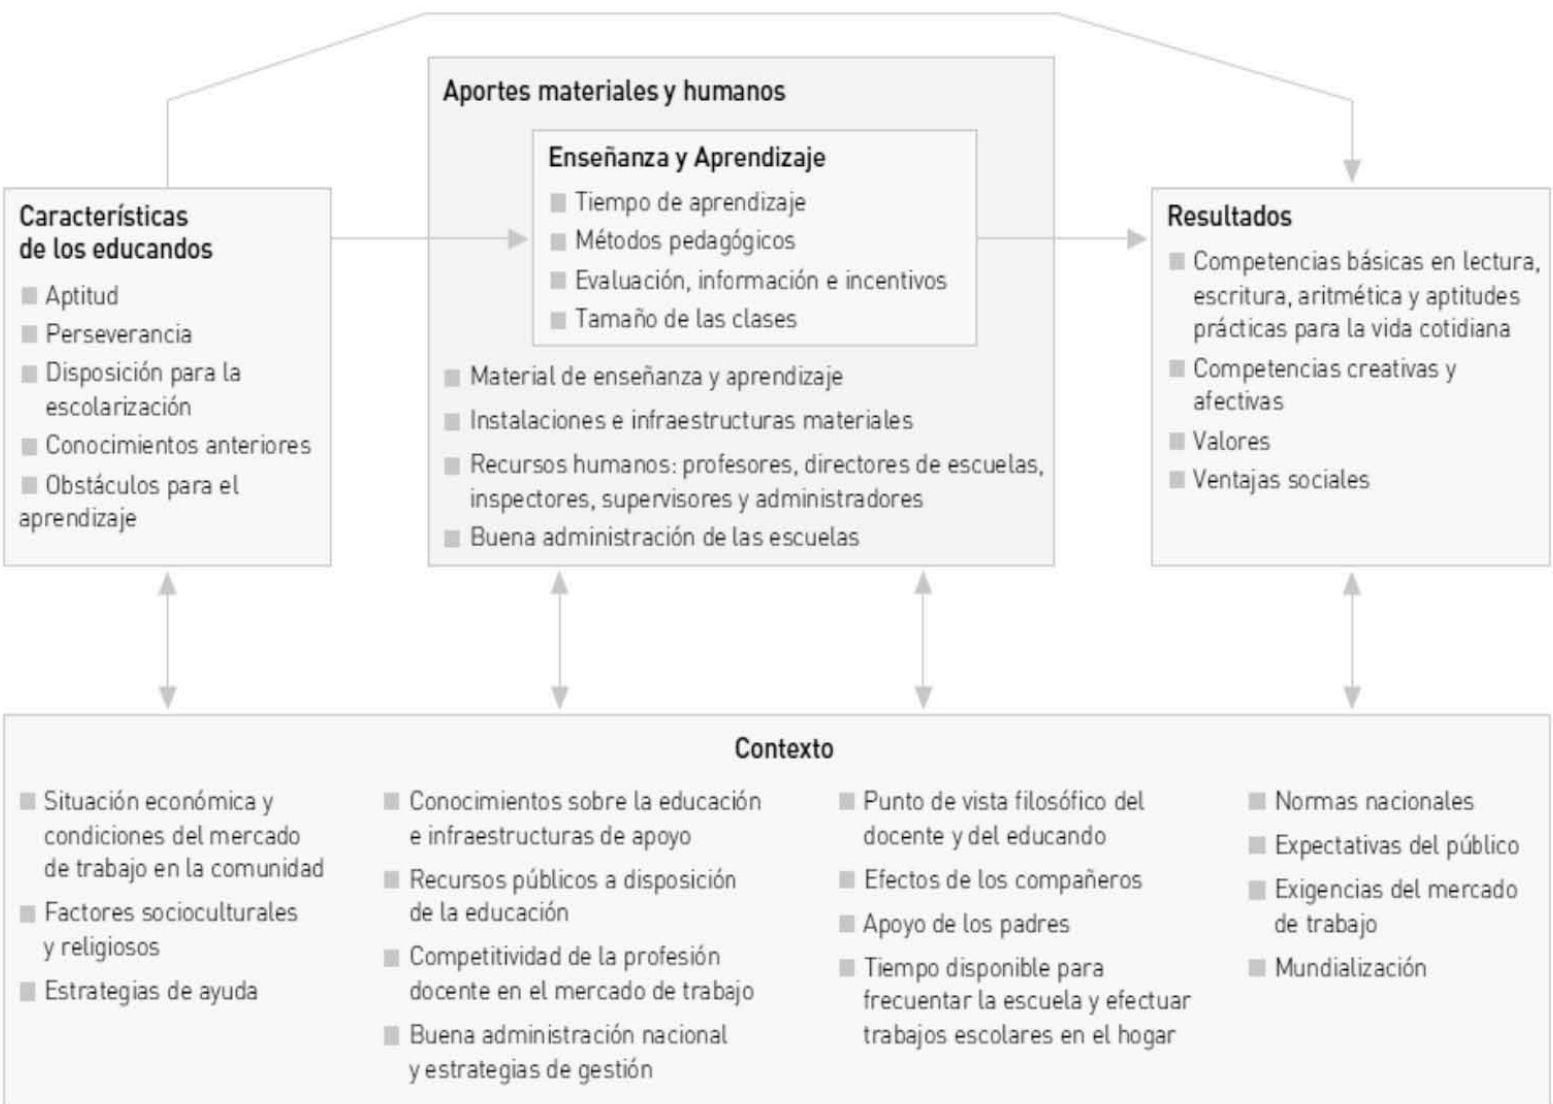 Aportes materiales y humanos
Enseñanza y Aprendizaje
Tiempo de aprendizaje
Métodos pedagógicos
Evaluación, información e incentivos
Tamaño de las clases
Material de enseñanza y aprendizaje
Instalaciones e infraestructuras materiales
Recursos humanos: profesores, directores de escuelas,
inspectores, supervisores y administradores
Buena administración de las escuelas
Características
de los educandos
Aptitud
Perseverancia
Disposición para la
escolarización
Conocimientos anteriores
Obstáculos para el
aprendizaje
Resultados
Competencias básicas en lectura,
escritura, aritmética y aptitudes
prácticas para la vida cotidiana
Competencias creativas y
afectivas
Valores
Ventajas sociales
Contexto
Situación económica y
condiciones del mercado
de trabajo en la comunidad
Factores socioculturales
y religiosos
Estrategias de ayuda
Conocimientos sobre la educación
e infraestructuras de apoyo
Recursos públicos a disposición
de la educación
Competitividad de la profesión
docente en el mercado de trabajo
Buena administración nacional
y estrategias de gestión
Punto de vista filosófico del
docente y del educando
Efectos de los compañeros
Apoyo de los padres
Tiempo disponible para
frecuentar la escuela y efectuar
trabajos escolares en el hogar
Normas nacionales
Expectativas del público
Exigencias del mercado
de trabajo
Mundialización